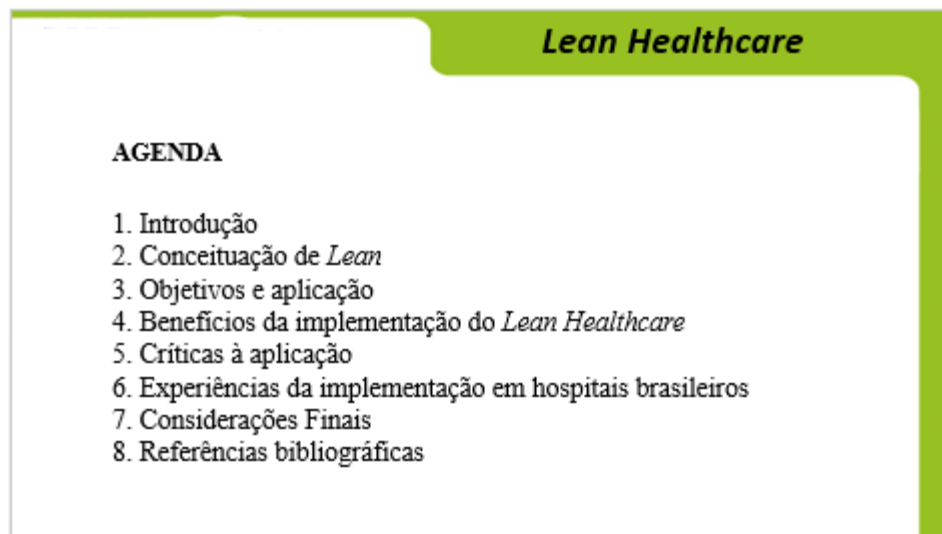 Lean Healthcare
AGENDA
1. Introdução
2. Conceituação de Lean
3. Objetivos e aplicação
4. Benefícios da implementação do Lean Healthcare
5. Críticas à aplicação
6. Experiências da implementação em hospitais brasileiros
7. Considerações Finais
8. Referências bibliográficas